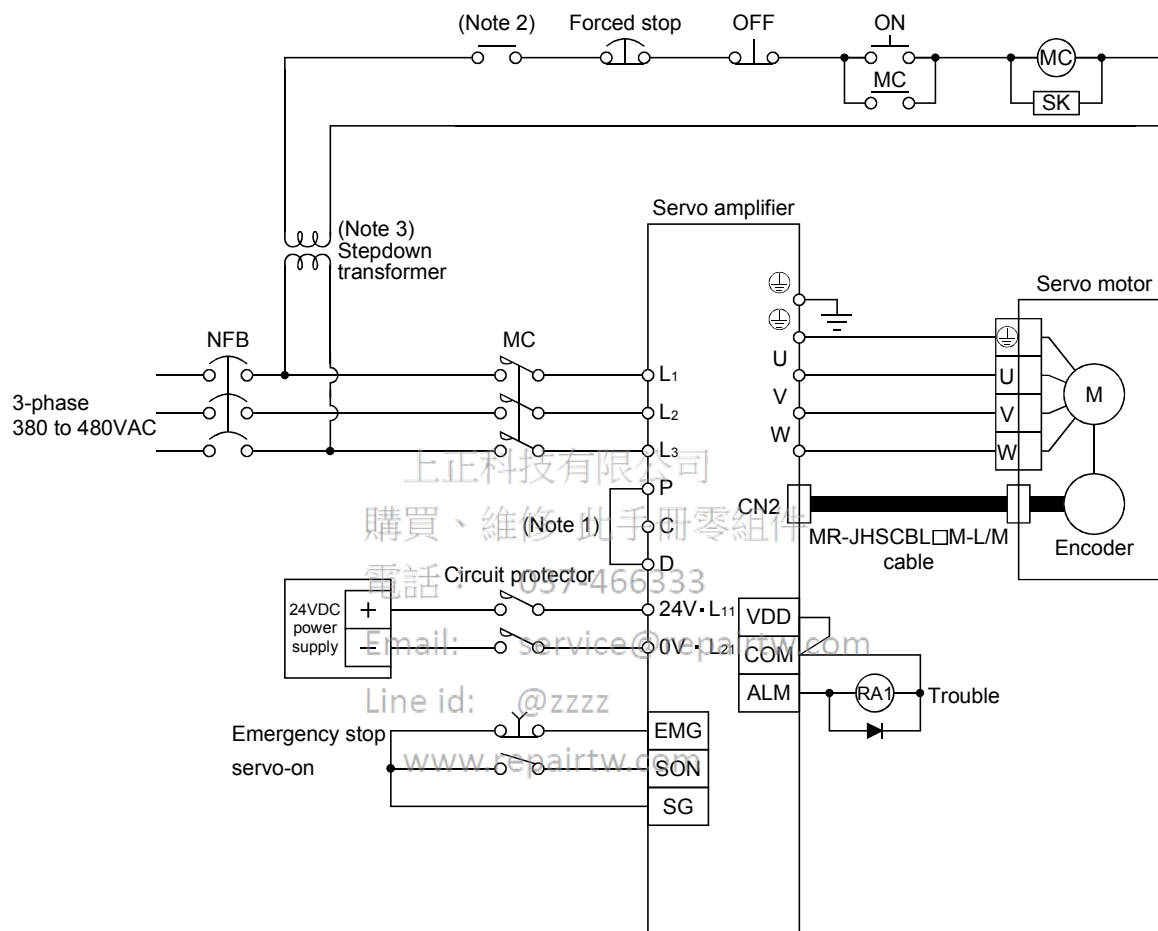 (Note 2)
Forced stop
OFF
ON
MC
MC
SK
(Note 3)
Stepdown
transformer
Servo amplifier
Servo motor
NFB
MC
3-phase
380 to 480VAC
L1
L2
L3
U
V
W
U
V
W
M
P
C
D
(Note 1)
CN2
MR-JHSCBL□M-L/M
cable
Encoder
Circuit protector
24VDC
power
supply
+
−
24V·L11
0V·L21
VDD
COM
ALM
RA1
Trouble
Emergency stop
servo-on
EMG
SON
SG
上正科技有限公司
購買、維修 此手冊零組件
電話： 037-466333
Email: service@repairtw.com
Line id: @zzzz
www.repairtw.com